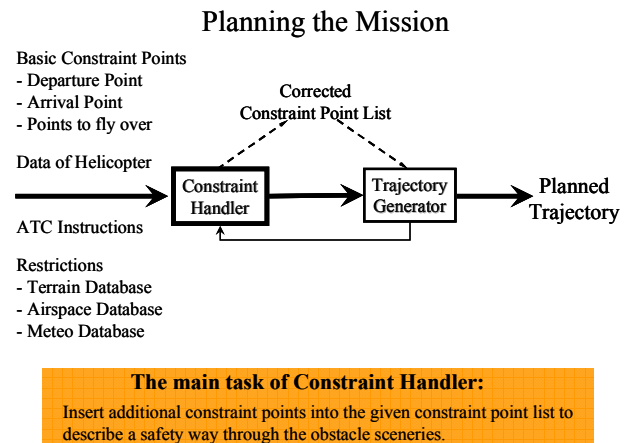 Planning the Mission
Basic Constraint Points
- Departure Point
- Arrival Point
- Points to fly over
Corrected
Constraint Point List
Data of Helicopter
Constraint
Handler
Trajectory
Generator
Planned
Trajectory
ATC Instructions
Restrictions
- Terrain Database
- Airspace Database
- Meteo Database
The main task of Constraint Handler:
Insert additional constraint points into the given constraint point list to
describe a safety way through the obstacle sceneries.